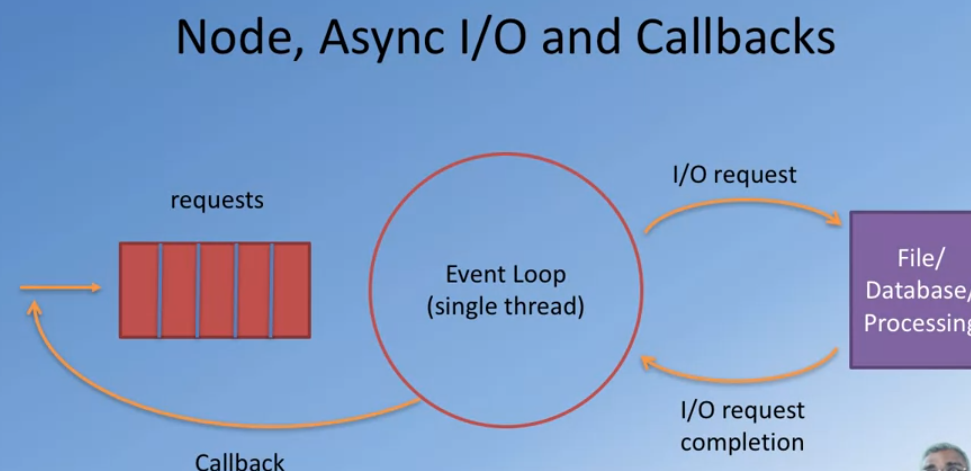 Node, Async I/O and Callbacks
requests
I/O request
Event Loop
(single thread)
File/
Database/
Processing
I/O request
completion
Callback